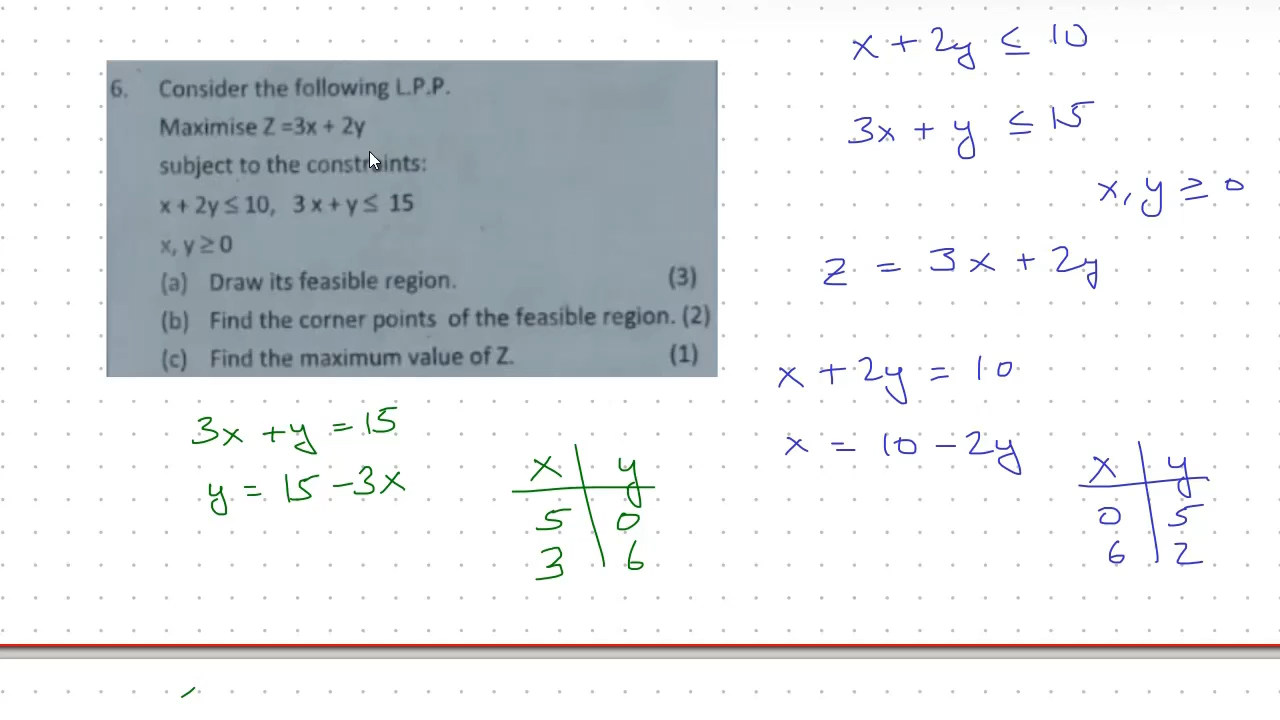 6. Consider the following L.P.P.
Maximise Z =3x + 2y
subject to the constraints:
x + 2y ≤ 10, 3 x + y ≤ 15
x, y ≥ 0
(a) Draw its feasible region. (3)
(b) Find the corner points of the feasible region. (2)
(c) Find the maximum value of Z. (1)
x + 2y ≤ 10
3x + y ≤ 15
x, y ≥ 0
z = 3x + 2y
x + 2y = 10
x = 10 - 2y
x y
0 5
6 2
3x + y = 15
y = 15 - 3x
x y
5 0
3 6